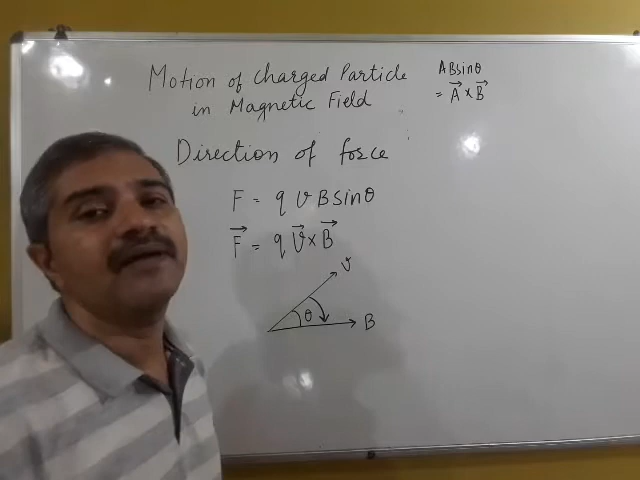 Motion of Charged Particle
in Magnetic Field
ABsinθ
= A⃗ × B⃗
Direction of force
F = q v B sinθ
F⃗ = q v⃗ × B⃗
v
θ
B